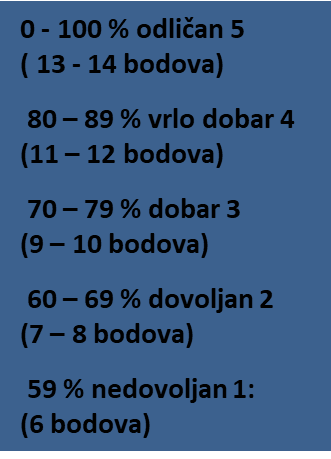 0 - 100 % odličan 5
( 13 - 14 bodova)
80 – 89 % vrlo dobar 4
(11 – 12 bodova)
70 – 79 % dobar 3
(9 – 10 bodova)
60 – 69 % dovoljan 2
(7 – 8 bodova)
59 % nedovoljan 1:
(6 bodova)